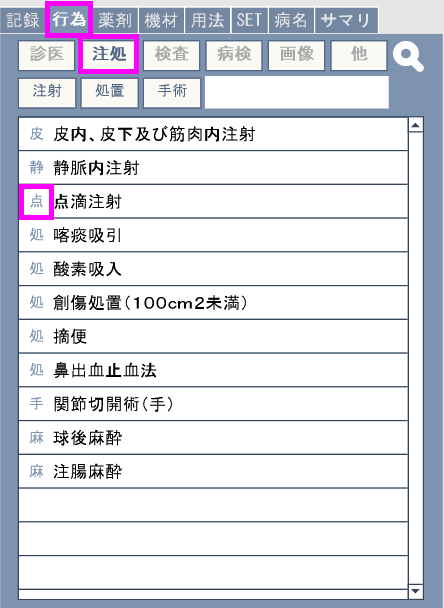 記録 行為 薬剤 機材 用法 SET 病名 サマリ
診医 注処 検査 病検 画像 他
注射 処置 手術
皮 皮内、皮下及び筋肉内注射
静 静脈内注射
点 点滴注射
処 喀痰吸引
処 酸素吸入
処 創傷処置(100cm2未満)
処 摘便
処 鼻出血止血法
手 関節切開術(手)
麻 球後麻酔
麻 注腸麻酔